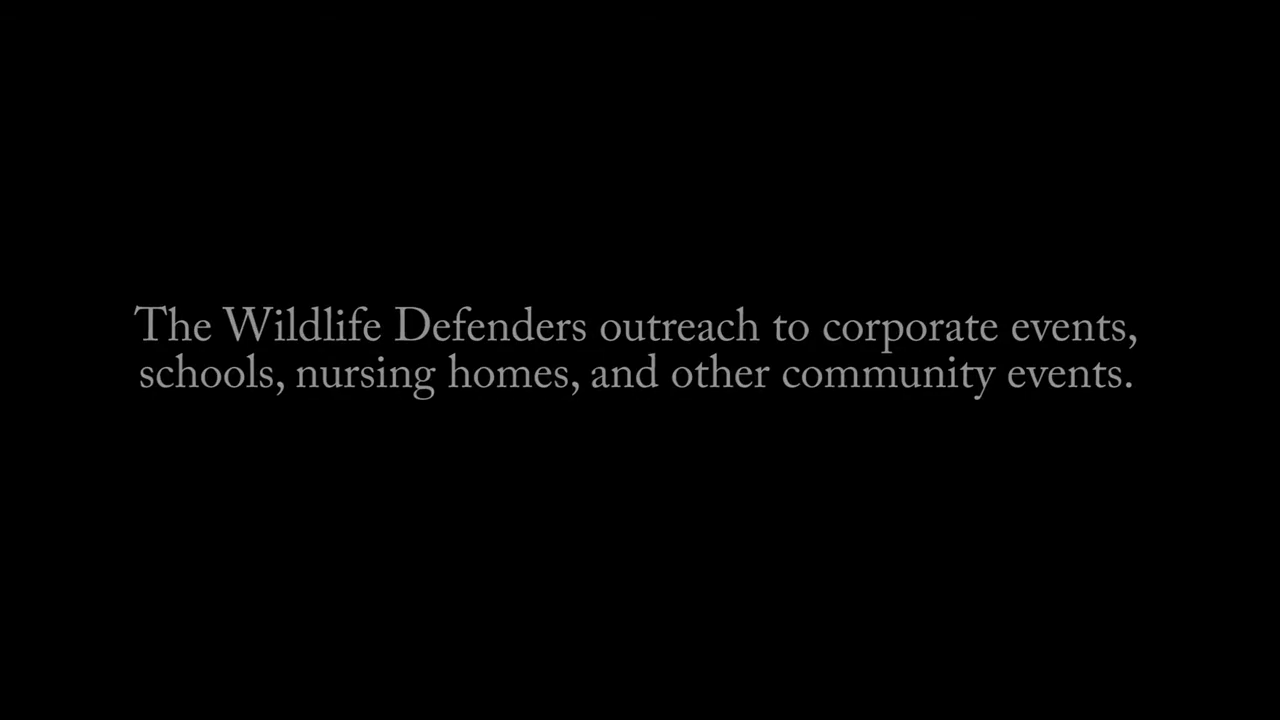 The Wildlife Defenders outreach to corporate events,
schools, nursing homes, and other community events.